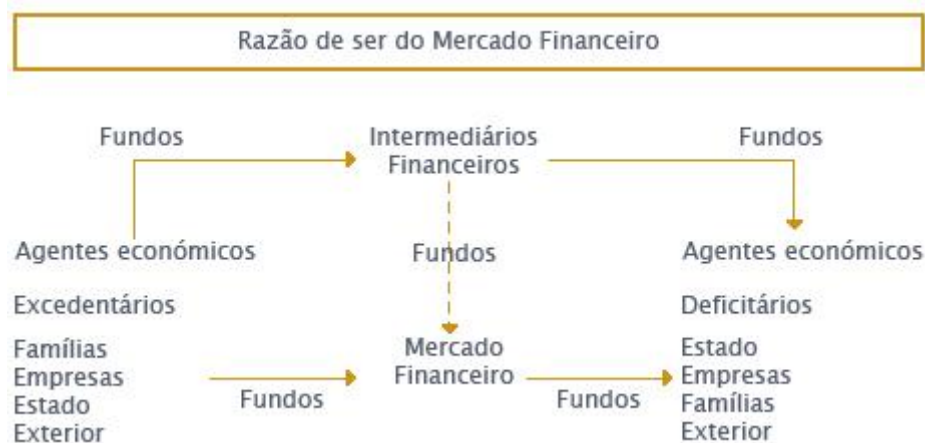 Razão de ser do Mercado Financeiro
Fundos
Intermediários
Financeiros
Fundos
Agentes económicos
Fundos
Agentes económicos
Excedentários
Deficitários
Famílias
Empresas
Estado
Exterior
Fundos
Mercado
Financeiro
Fundos
Estado
Empresas
Famílias
Exterior